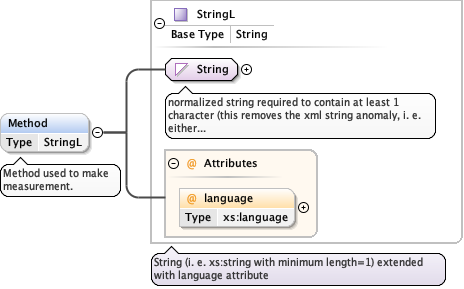 StringL
Base Type String
String
normalized string required to contain at least 1
character (this removes the xml string anomaly, i. e.
either...
Method
Type StringL
Method used to make
measurement.
@ Attributes
@ language
Type xs:language
String (i. e. xs:string with minimum length=1) extended
with language attribute